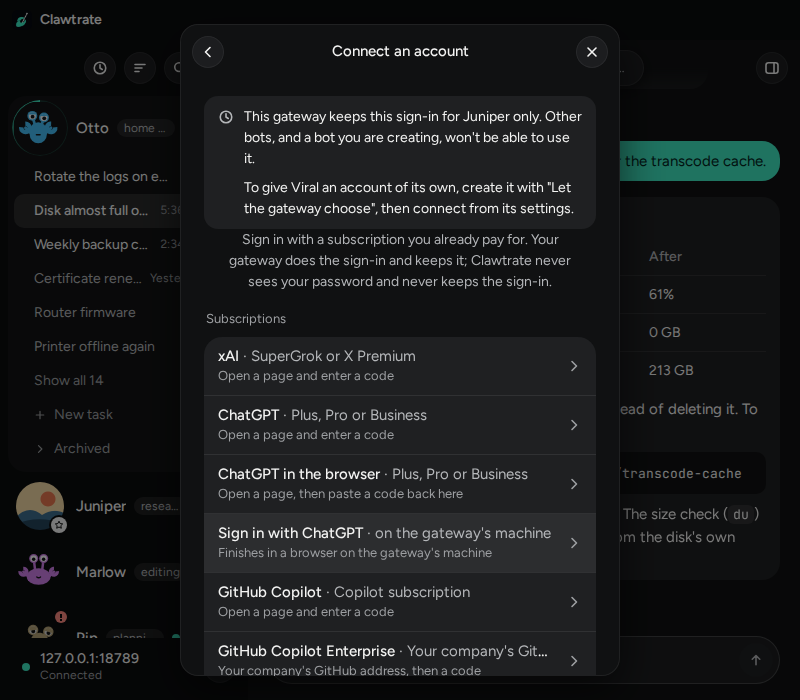 Clawtrate
Connect an account
Otto
home ...
Rotate the logs on e...
Disk almost full o...
Weekly backup c...
Certificate rene...
Router firmware
Printer offline again
Show all 14
+ New task
Archived
Juniper
resea...
Marlow
editing
127.0.0.1:18789
Connected
This gateway keeps this sign-in for Juniper only. Other
bots, and a bot you are creating, won't be able to use
it.
To give Viral an account of its own, create it with "Let
the gateway choose", then connect from its settings.
Sign in with a subscription you already pay for. Your
gateway does the sign-in and keeps it; Clawtrate never
sees your password and never keeps the sign-in.
Subscriptions
xAI · SuperGrok or X Premium
Open a page and enter a code
ChatGPT · Plus, Pro or Business
Open a page and enter a code
ChatGPT in the browser · Plus, Pro or Business
Open a page, then paste a code back here
Sign in with ChatGPT · on the gateway's machine
Finishes in a browser on the gateway's machine
GitHub Copilot · Copilot subscription
Open a page and enter a code
GitHub Copilot Enterprise · Your company's Git...
Your company's GitHub address, then a code
the transcode cache.
After
61%
0 GB
213 GB
of deleting it. To
transcode-cache
The size check ( du )
the disk's own